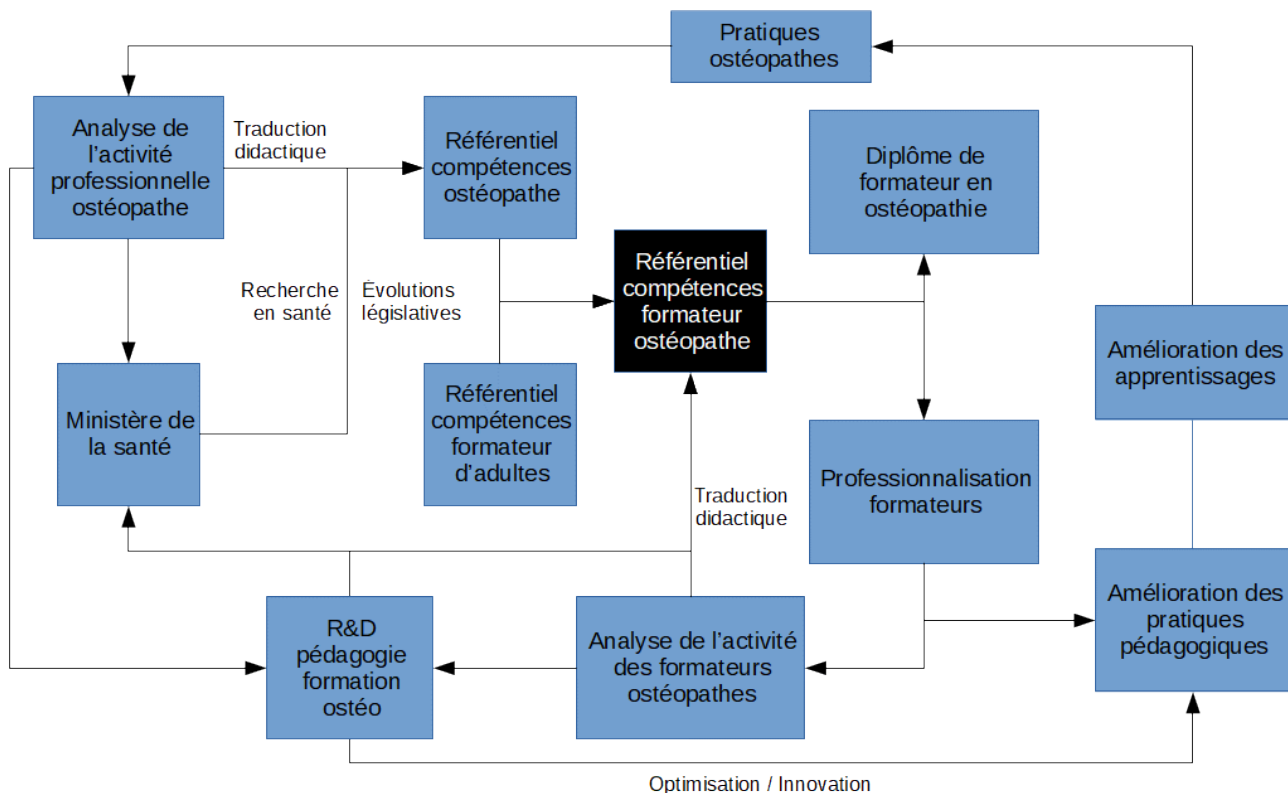 Pratiques
ostéopathes
Analyse de
l'activité
professionnelle
ostéopathe
Traduction
didactique
Référentiel
compétences
ostéopathe
Diplôme de
formateur en
ostéopathie
Recherche
en santé
Évolutions
législatives
Référentiel
compétences
formateur
ostéopathe
Amélioration des
apprentissages
Ministère de
la santé
Référentiel
compétences
formateur
d'adultes
Professionnalisation
formateurs
Traduction
didactique
R&D
pédagogie
formation
ostéo
Analyse de l'activité
des formateurs
ostéopathes
Amélioration des
pratiques
pédagogiques
Optimisation / Innovation